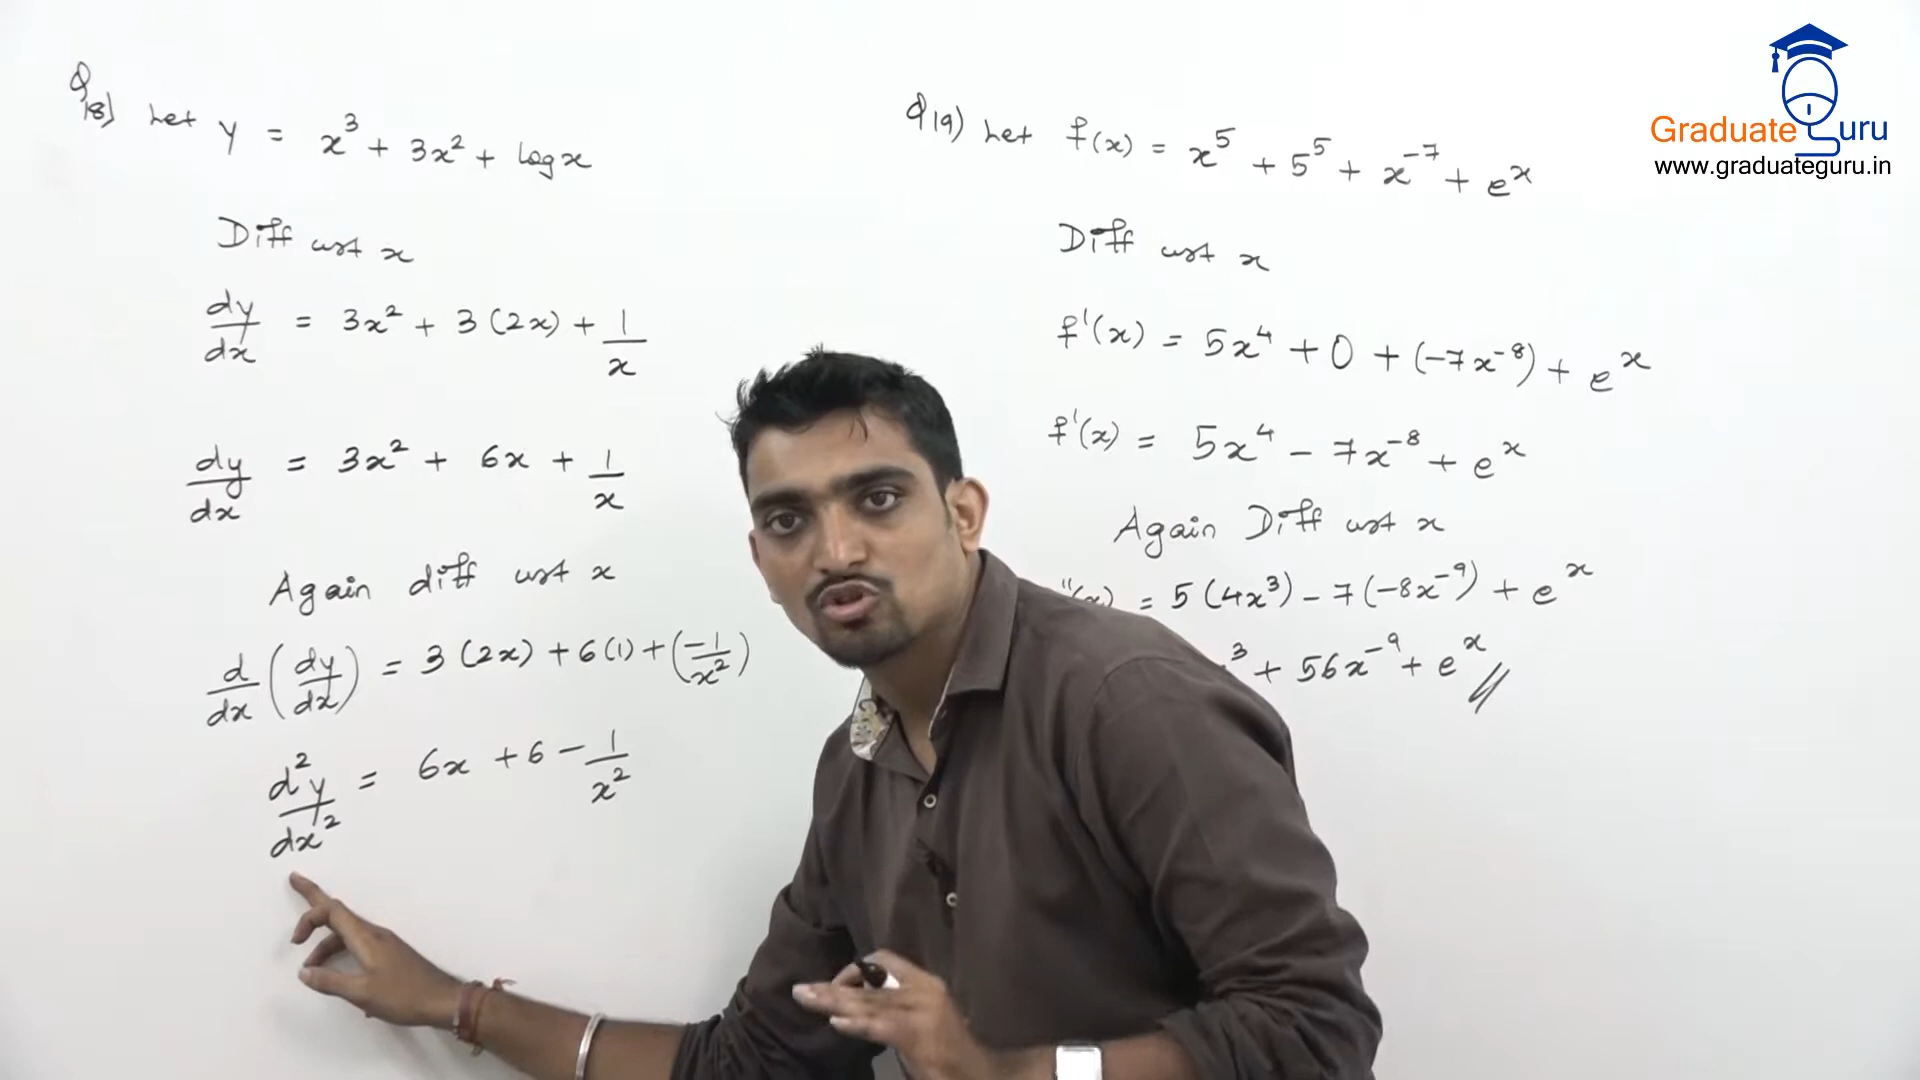 Q18) Let y = x³ + 3x² + log x
Diff wrt x
dy/dx = 3x² + 3(2x) + 1/x
dy/dx = 3x² + 6x + 1/x
Again diff wrt x
d/dx (dy/dx) = 3(2x) + 6(1) + (-1/x²)
d²y/dx² = 6x + 6 - 1/x²
Q19) Let f(x) = x⁵ + 5⁵ + x⁻⁷ + eˣ
Diff wrt x
f'(x) = 5x⁴ + 0 + (-7x⁻⁸) + eˣ
f'(x) = 5x⁴ - 7x⁻⁸ + eˣ
Again Diff wrt x
"(x) = 5(4x³) - 7(-8x⁻⁹) + eˣ
³ + 56x⁻⁹ + eˣ //
Graduate Guru
www.graduateguru.in